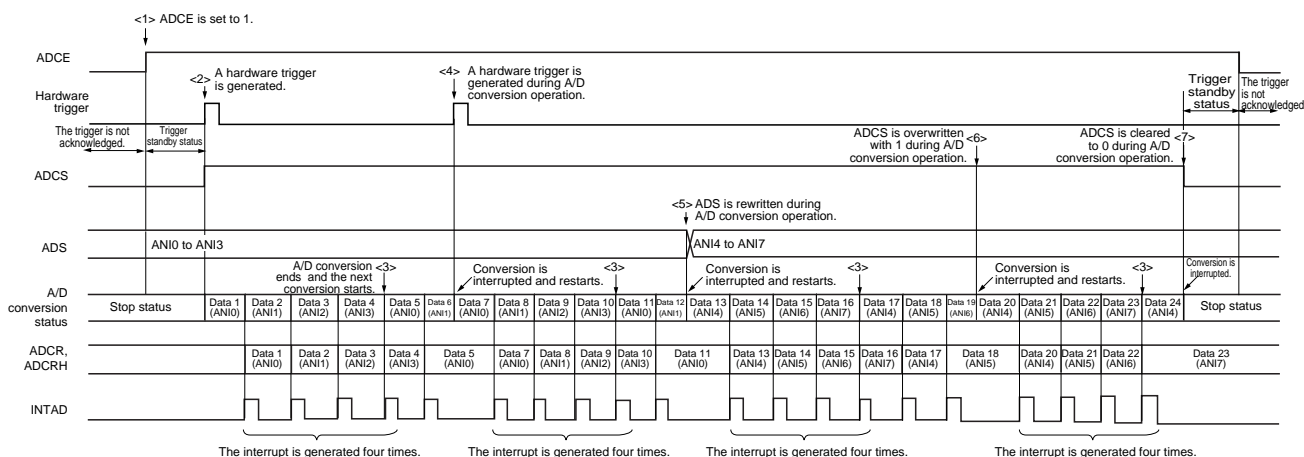 <1> ADCE is set to 1.
ADCE
<2> A hardware trigger
is generated.
<4> A hardware trigger is
generated during A/D
conversion operation.
Trigger
standby
status
The trigger
is not
acknowledged.
Hardware
trigger
The trigger is not
acknowledged.
Trigger
standby status
ADCS is overwritten
with 1 during A/D
conversion operation.
<6>
ADCS is cleared
to 0 during A/D
conversion operation.
<7>
ADCS
<5> ADS is rewritten during
A/D conversion operation.
ADS
ANI0 to ANI3
ANI4 to ANI7
A/D conversion
ends and the next
conversion starts.
<3>
Conversion is
interrupted and restarts.
<3>
Conversion is
interrupted and restarts.
<3>
Conversion is
interrupted and restarts.
<3>
Conversion is
interrupted.
A/D
conversion
status
Stop status
Data 1
(ANI0)
Data 2
(ANI1)
Data 3
(ANI2)
Data 4
(ANI3)
Data 5
(ANI0)
Data 6
(ANI1)
Data 7
(ANI0)
Data 8
(ANI1)
Data 9
(ANI2)
Data 10
(ANI3)
Data 11
(ANI0)
Data 12
(ANI1)
Data 13
(ANI4)
Data 14
(ANI5)
Data 15
(ANI6)
Data 16
(ANI7)
Data 17
(ANI4)
Data 18
(ANI5)
Data 19
(ANI6)
Data 20
(ANI4)
Data 21
(ANI5)
Data 22
(ANI6)
Data 23
(ANI7)
Data 24
(ANI4)
Stop status
ADCR,
ADCRH
Data 1
(ANI0)
Data 2
(ANI1)
Data 3
(ANI2)
Data 4
(ANI3)
Data 5
(ANI0)
Data 7
(ANI0)
Data 8
(ANI1)
Data 9
(ANI2)
Data 10
(ANI3)
Data 11
(ANI0)
Data 13
(ANI4)
Data 14
(ANI5)
Data 15
(ANI6)
Data 16
(ANI7)
Data 17
(ANI4)
Data 18
(ANI5)
Data 20
(ANI4)
Data 21
(ANI5)
Data 22
(ANI6)
Data 23
(ANI7)
INTAD
The interrupt is generated four times.
The interrupt is generated four times.
The interrupt is generated four times.
The interrupt is generated four times.